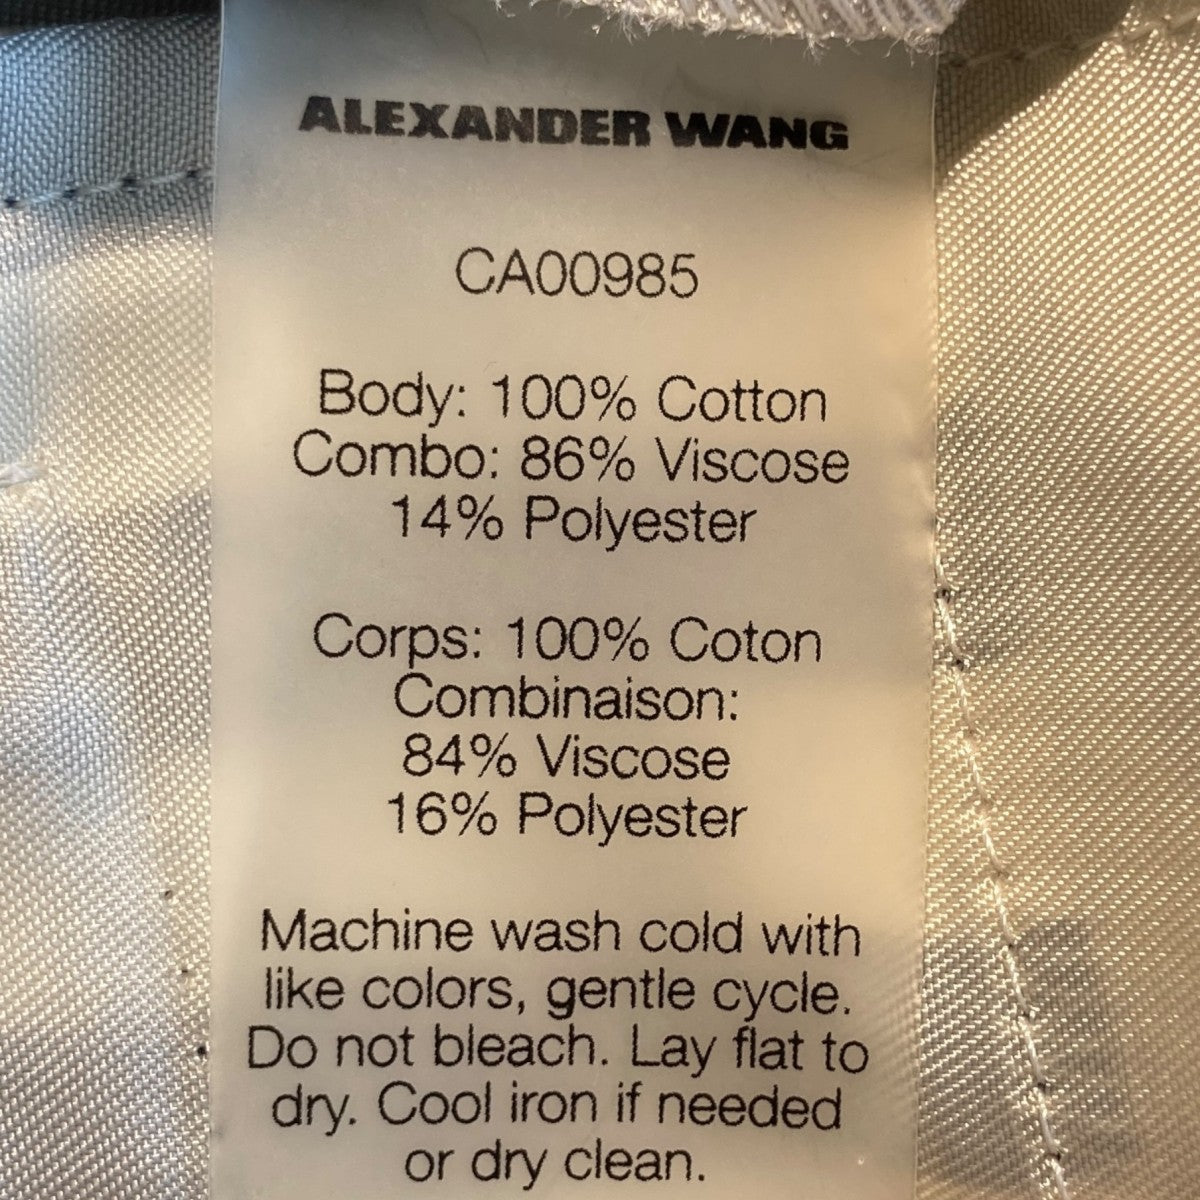 ALEXANDER WANG
CA00985
Body: 100% Cotton
Combo: 86% Viscose
14% Polyester
Corps: 100% Coton
Combinaison:
84% Viscose
16% Polyester
Machine wash cold with
like colors, gentle cycle.
Do not bleach. Lay flat to
dry. Cool iron if needed
or dry clean.